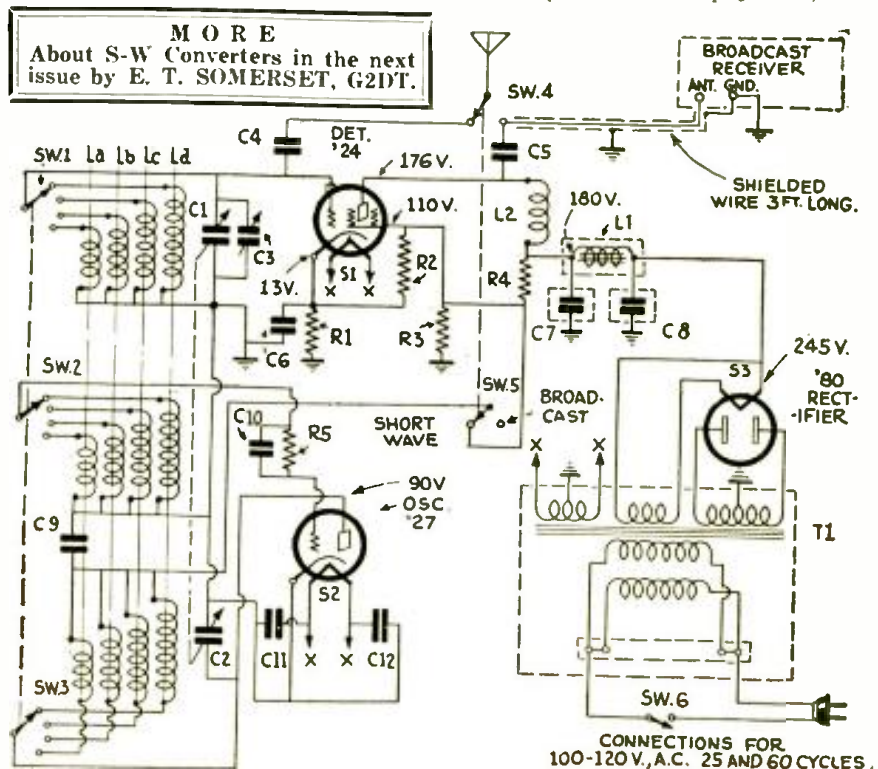 MORE
About S-W Converters in the next
issue by E. T. SOMERSET, G2DT.
BROADCAST
RECEIVER
ANT. GND.
SW.4
C4
DET.
'24
C5
SW.1
La
Lb
Lc
Ld
176 V.
SHIELDED
WIRE 3 FT. LONG.
110 V.
L2
180 V.
L1
C1
C3
S1
R2
R4
13 V.
X
X
C6
R1
R3
C7
C8
245 V.
S3
'80
RECT-
IFIER
SW.2
SW.5
BROAD-
CAST
C10
R5
SHORT
WAVE
X
X
90V
OSC.
'27
C9
T1
S2
C2
C11
X
X
C12
SW.3
SW.6
CONNECTIONS FOR
100-120 V., A.C. 25 AND 60 CYCLES.